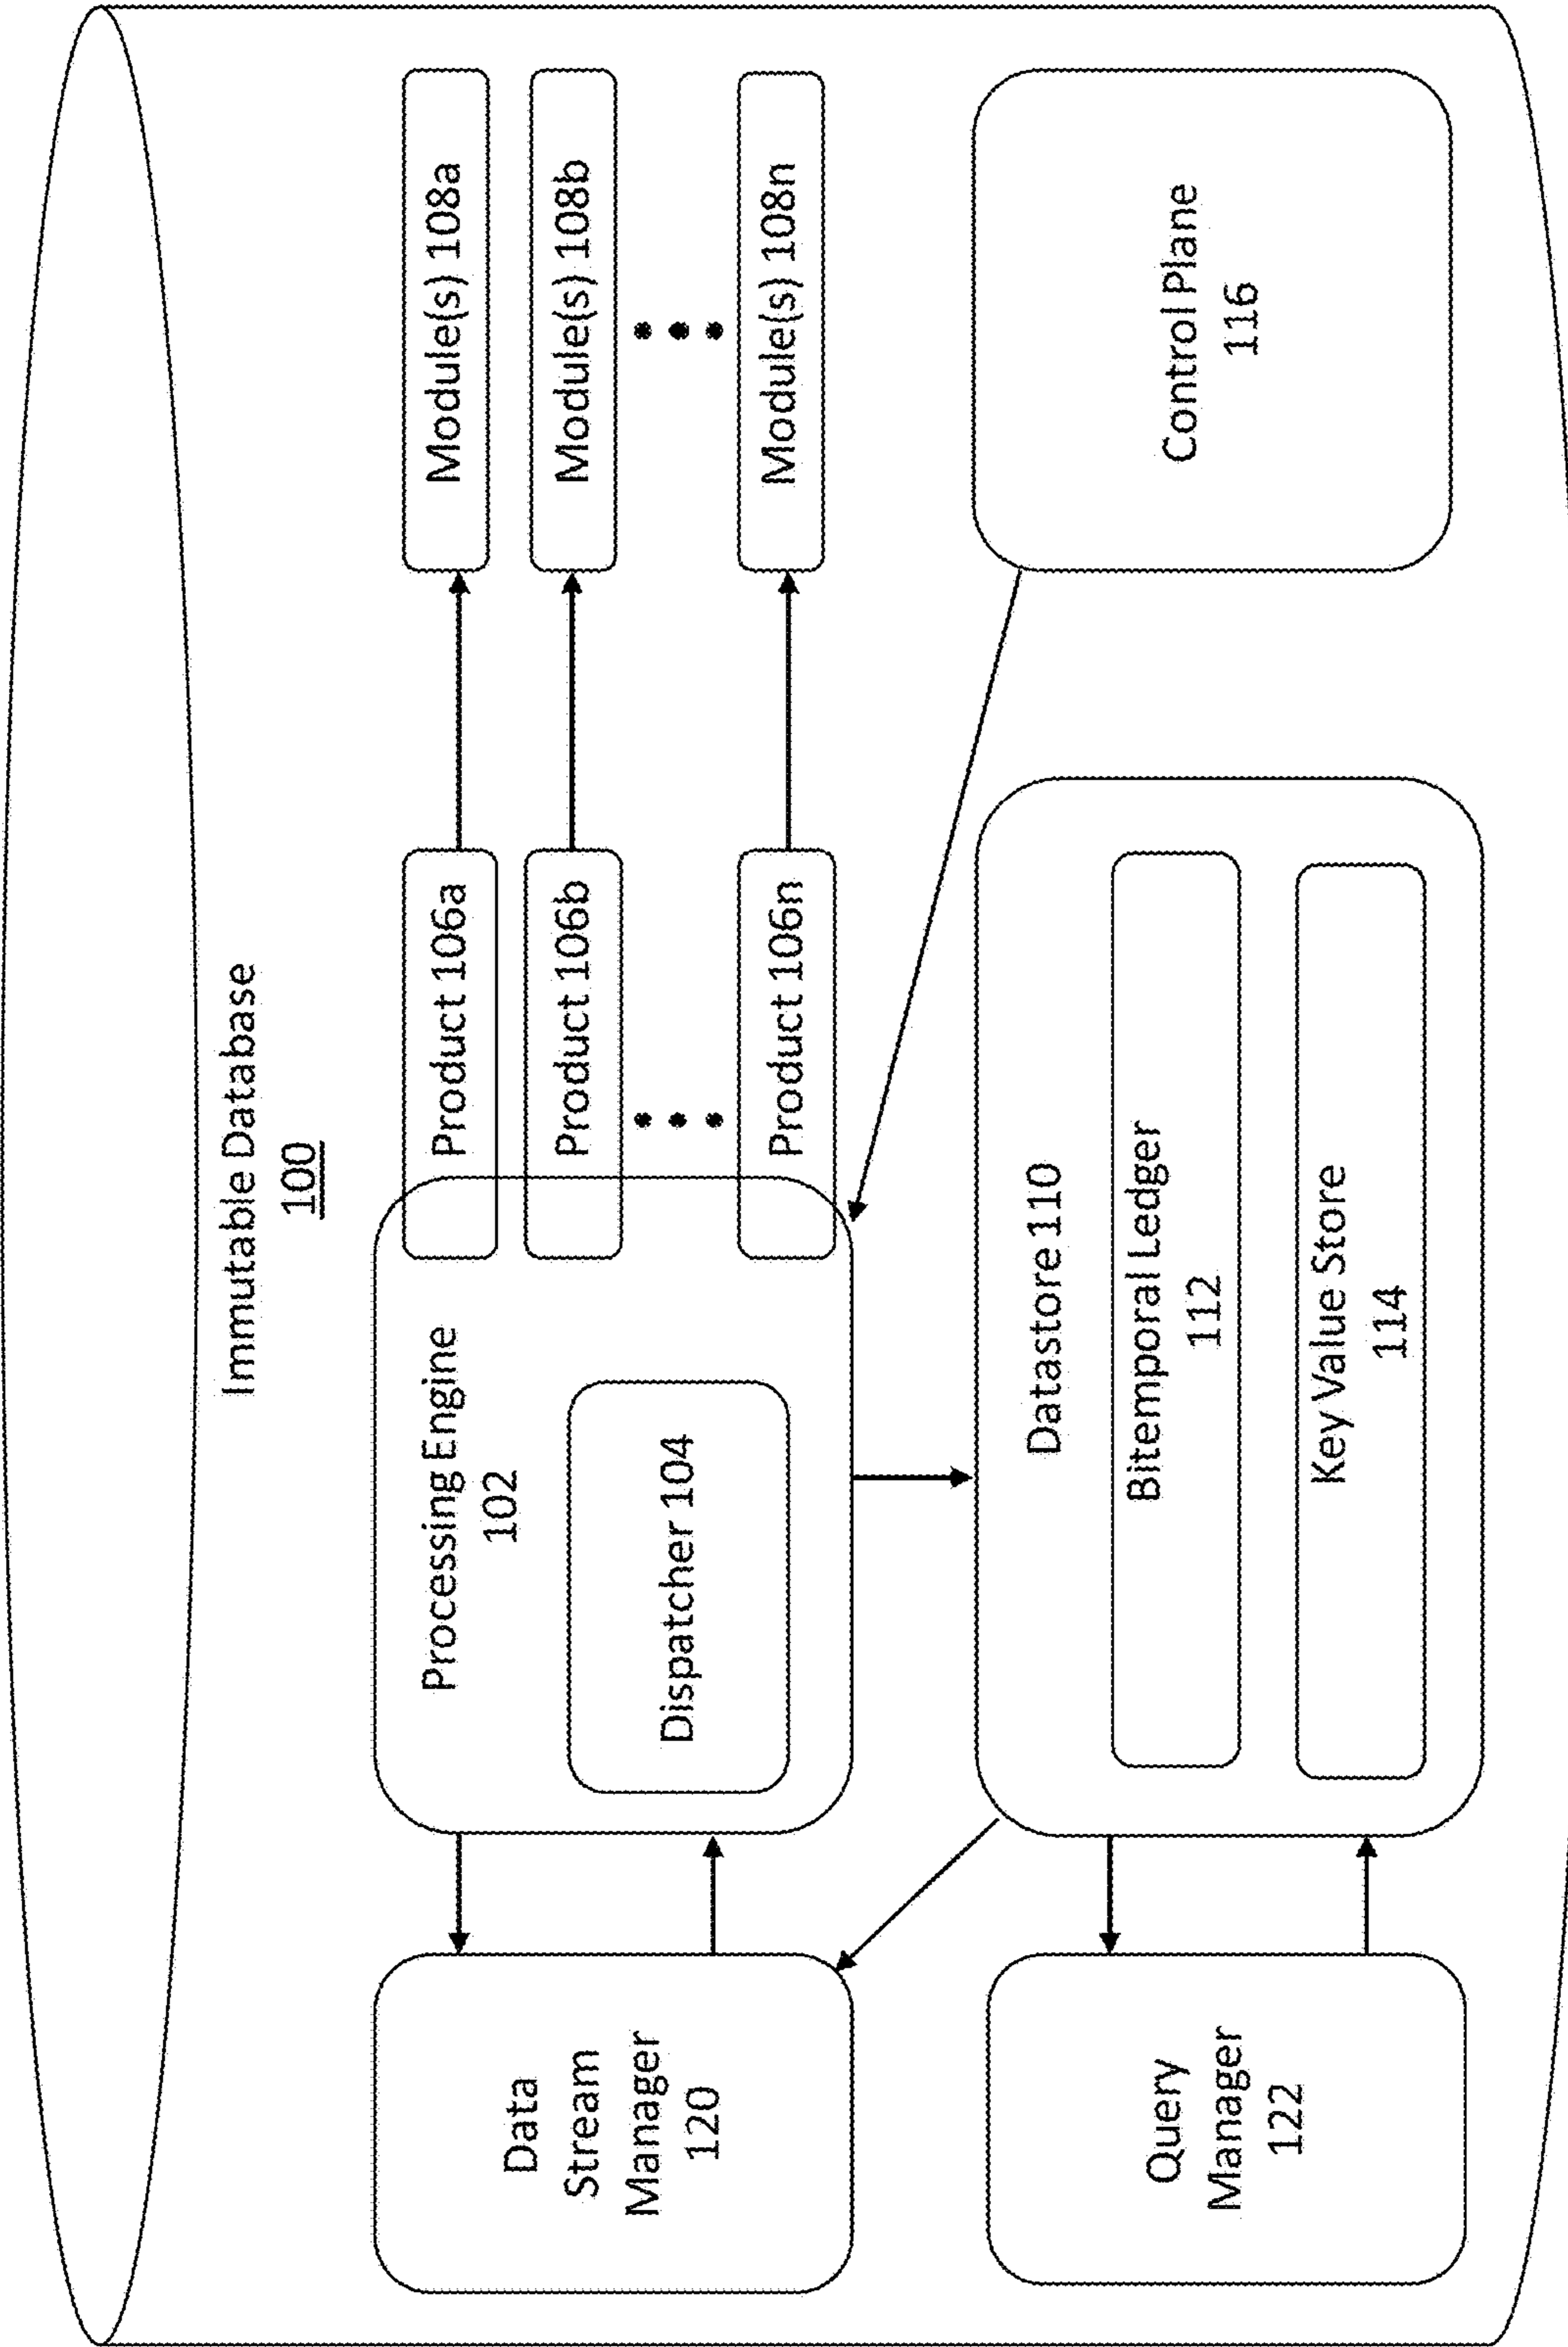 Immutable Database
100
Data
Stream
Manager
120
Processing Engine
102
Dispatcher 104
Product 106a
Product 106b
Product 106n
Module(s) 108a
Module(s) 108b
Module(s) 108n
Query
Manager
122
Datastore 110
Bitemporal Ledger
112
Key Value Store
114
Control Plane
116